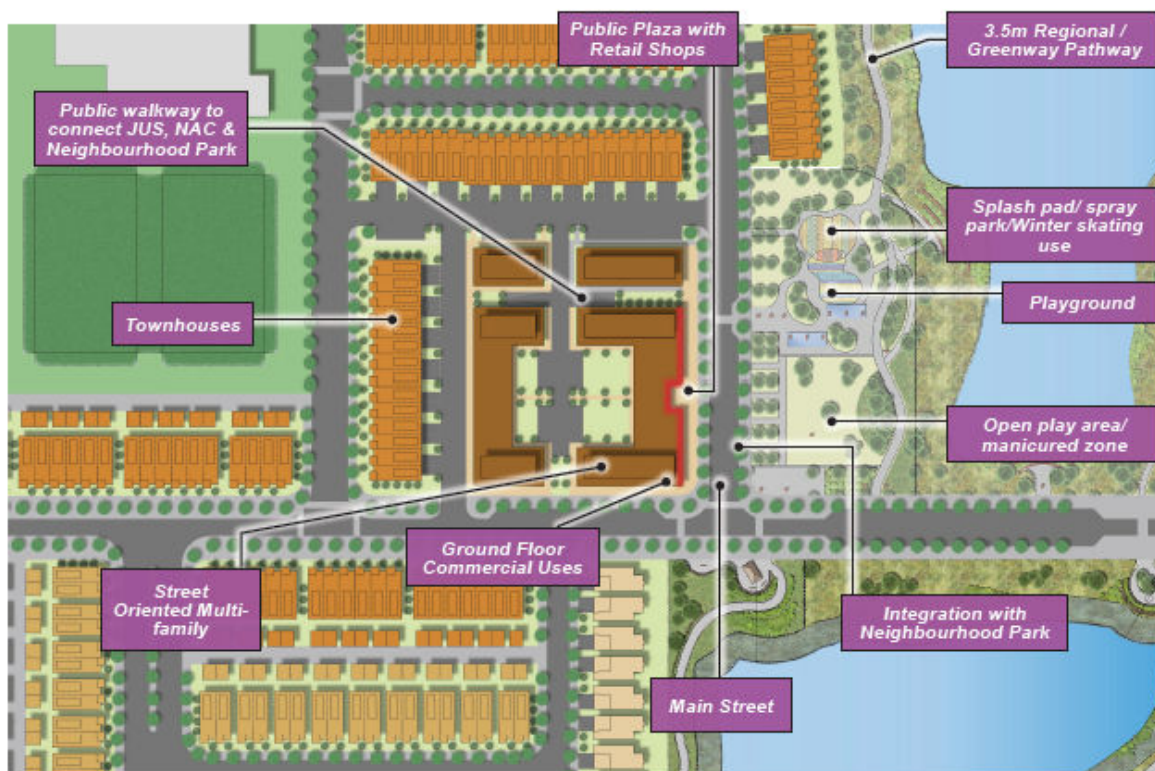 Public Plaza with
Retail Shops
3.5m Regional /
Greenway Pathway
Public walkway to
connect JUS, NAC &
Neighbourhood Park
Splash pad/ spray
park/Winter skating
use
Playground
Townhouses
Open play area/
manicured zone
Ground Floor
Commercial Uses
Street
Oriented Multi-
family
Integration with
Neighbourhood Park
Main Street